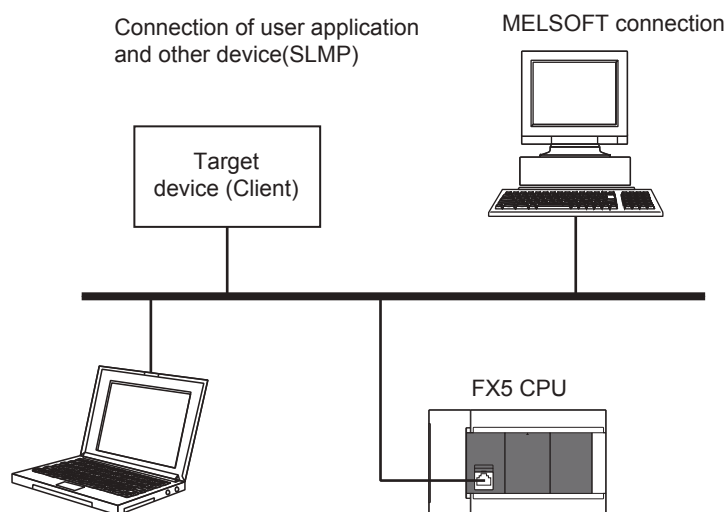 Connection of user application
and other device(SLMP)
MELSOFT connection
Target
device (Client)
FX5 CPU